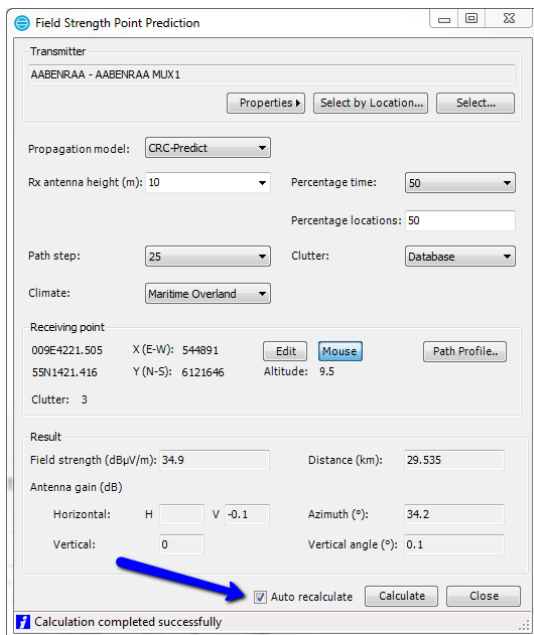 Field Strength Point Prediction
Transmitter
AABENRAA - AABENRAA MUX1
Properties Select by Location... Select...
Propagation model: CRC-Predict
Rx antenna height (m): 10 Percentage time: 50
Percentage locations: 50
Path step: 25 Clutter: Database
Climate: Maritime Overland
Receiving point
009E4221.505 X (E-W): 544891 Edit Mouse Path Profile..
55N1421.416 Y (N-S): 6121646 Altitude: 9.5
Clutter: 3
Result
Field strength (dBμV/m): 34.9 Distance (km): 29.535
Antenna gain (dB)
Horizontal: H V -0.1 Azimuth (°): 34.2
Vertical: 0 Vertical angle (°): 0.1
Auto recalculate Calculate Close
Calculation completed successfully